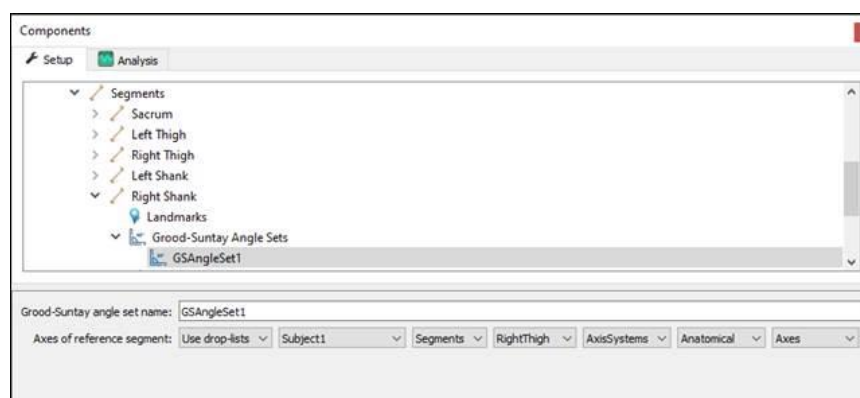 Components
Setup Analysis
Segments
Sacrum
Left Thigh
Right Thigh
Left Shank
Right Shank
Landmarks
Grood-Suntay Angle Sets
GSAngleSet1
Grood-Suntay angle set name: GSAngleSet1
Axes of reference segment: Use drop-lists Subject1 Segments RightThigh AxisSystems Anatomical Axes